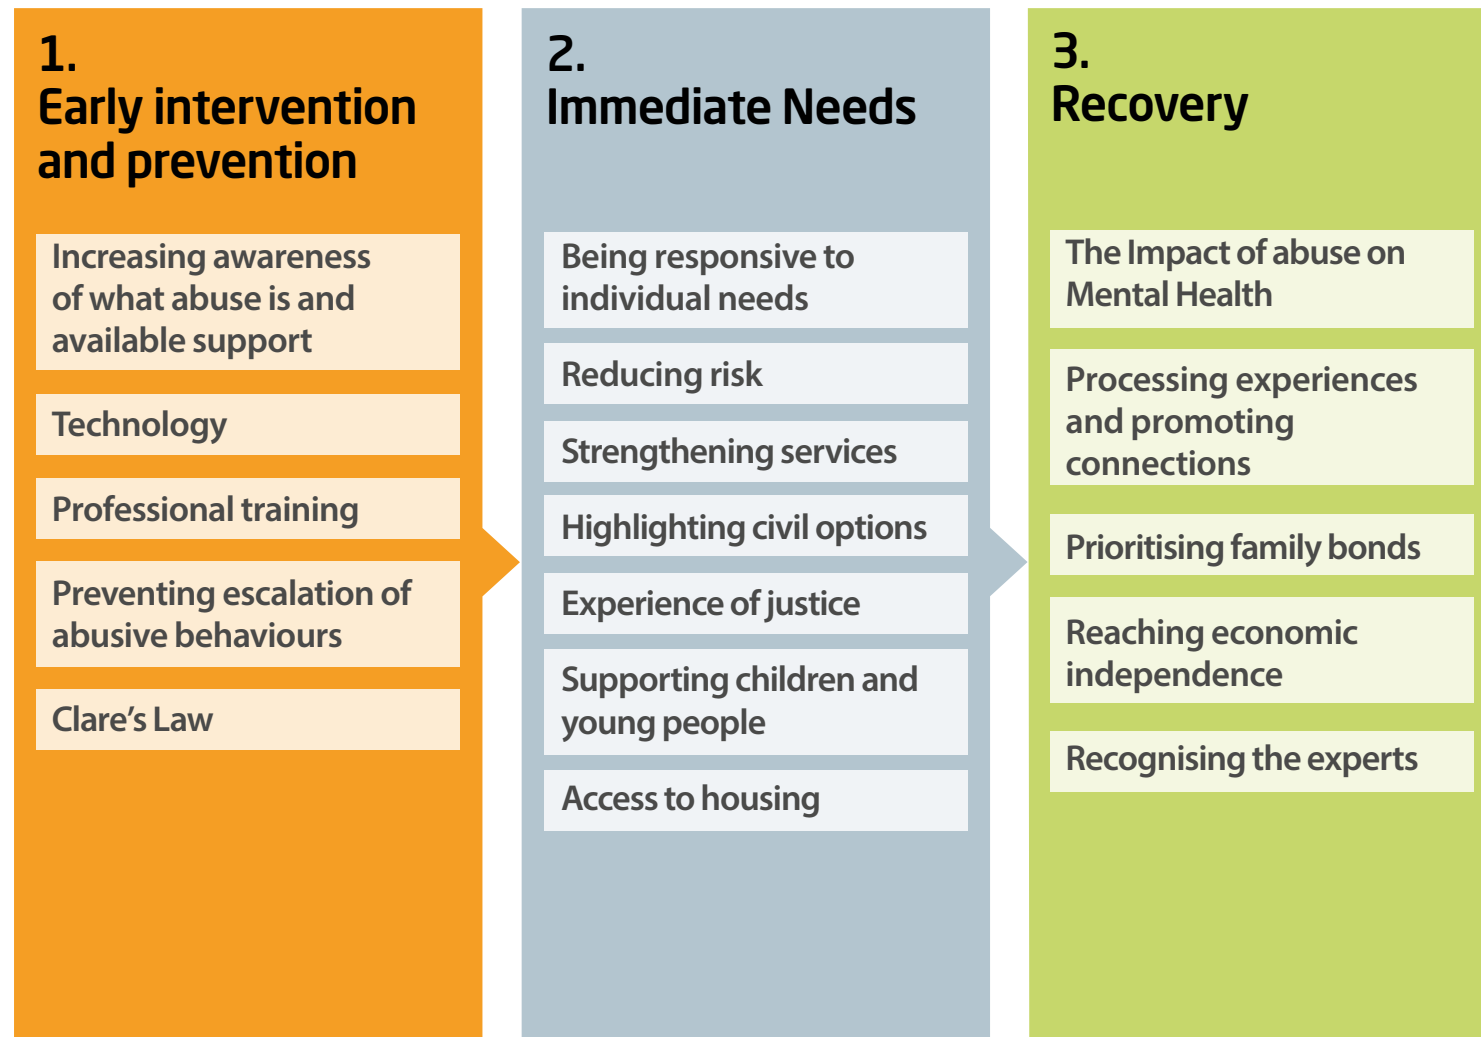 1.
Early intervention
and prevention
Increasing awareness
of what abuse is and
available support
Technology
Professional training
Preventing escalation of
abusive behaviours
Clare’s Law
2.
Immediate Needs
Being responsive to
individual needs
Reducing risk
Strengthening services
Highlighting civil options
Experience of justice
Supporting children and
young people
Access to housing
3.
Recovery
The Impact of abuse on
Mental Health
Processing experiences
and promoting
connections
Prioritising family bonds
Reaching economic
independence
Recognising the experts